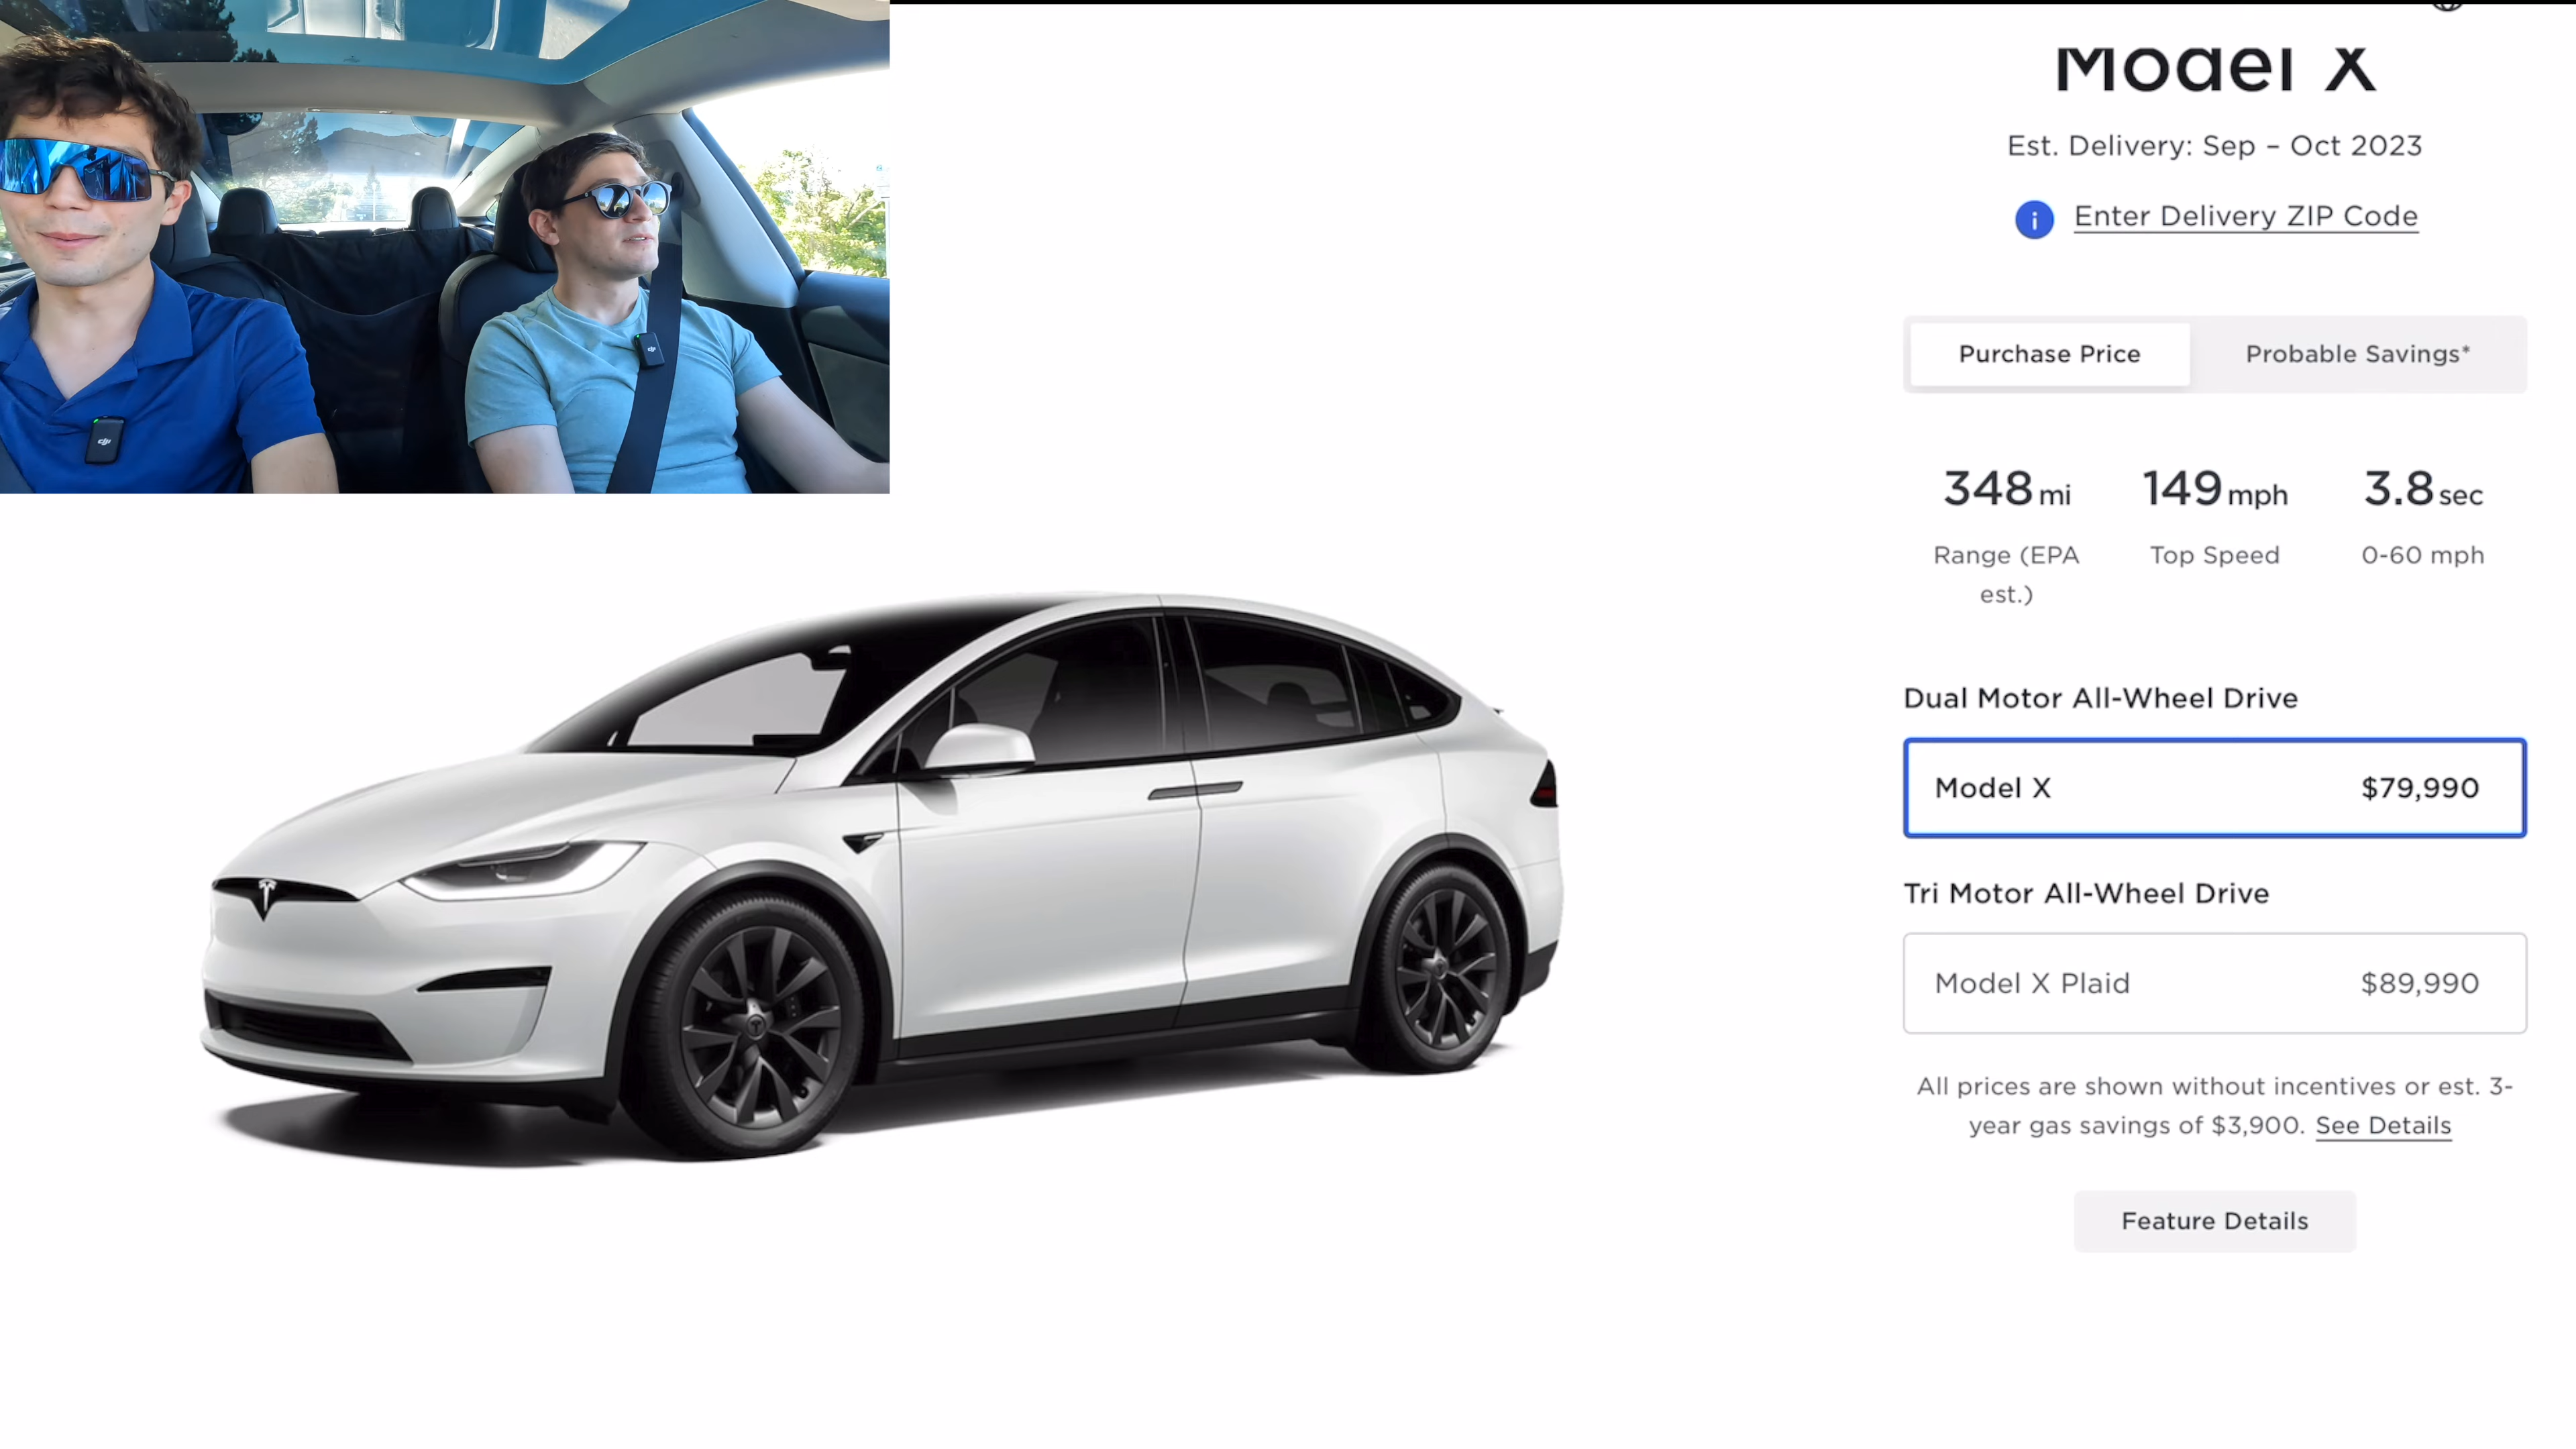 Model X
Est. Delivery: Sep – Oct 2023
i Enter Delivery ZIP Code
Purchase Price Probable Savings*
348 mi 149 mph 3.8 sec
Range (EPA est.) Top Speed 0-60 mph
Dual Motor All-Wheel Drive
Model X $79,990
Tri Motor All-Wheel Drive
Model X Plaid $89,990
All prices are shown without incentives or est. 3-
year gas savings of $3,900. See Details
Feature Details
dji
dji